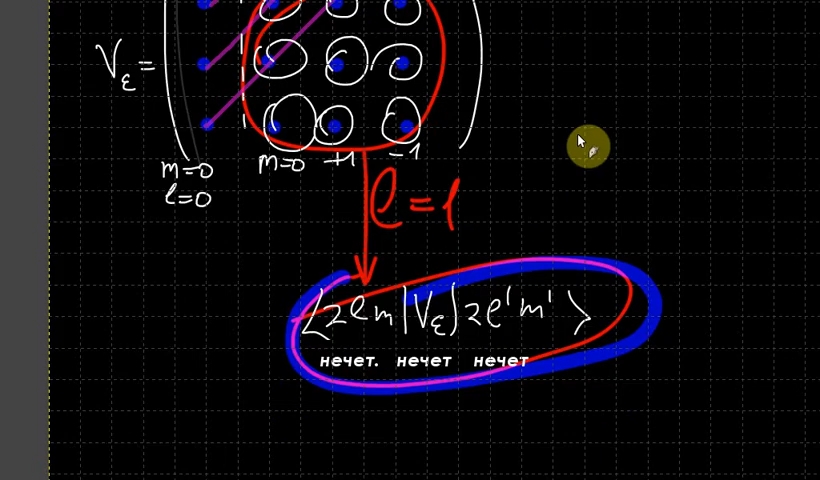 V_ε =
m=0 m=0 +1 -1
l=0
l=1
⟨2lm|V_ε|2l'm'⟩
нечет. нечет нечет